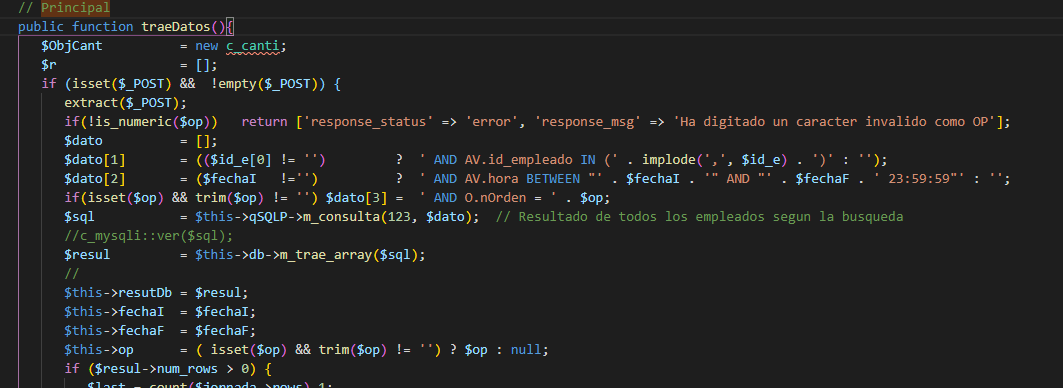 // Principal
public function traeDatos(){
$ObjCant = new c_canti;
$r = [];
if (isset($_POST) && !empty($_POST)) {
extract($_POST);
if(!is_numeric($op)) return ['response_status' => 'error', 'response_msg' => 'Ha digitado un caracter invalido como OP'];
$dato = [];
$dato[1] = (($id_e[0] != '') ? ' AND AV.id_empleado IN (' . implode(',', $id_e) . ')' : '');
$dato[2] = ($fechaI !='') ? ' AND AV.hora BETWEEN "' . $fechaI . '" AND "' . $fechaF . ' 23:59:59"' : '';
if(isset($op) && trim($op) != '') $dato[3] = ' AND O.nOrden = ' . $op;
$sql = $this->qSQLP->m_consulta(123, $dato); // Resultado de todos los empleados segun la busqueda
//c_mysqli::ver($sql);
$resul = $this->db->m_trae_array($sql);
//
$this->resutDb = $resul;
$this->fechaI = $fechaI;
$this->fechaF = $fechaF;
$this->op = ( isset($op) && trim($op) != '') ? $op : null;
if ($resul->num_rows > 0) {
$last = count($jornada->rows)-1;